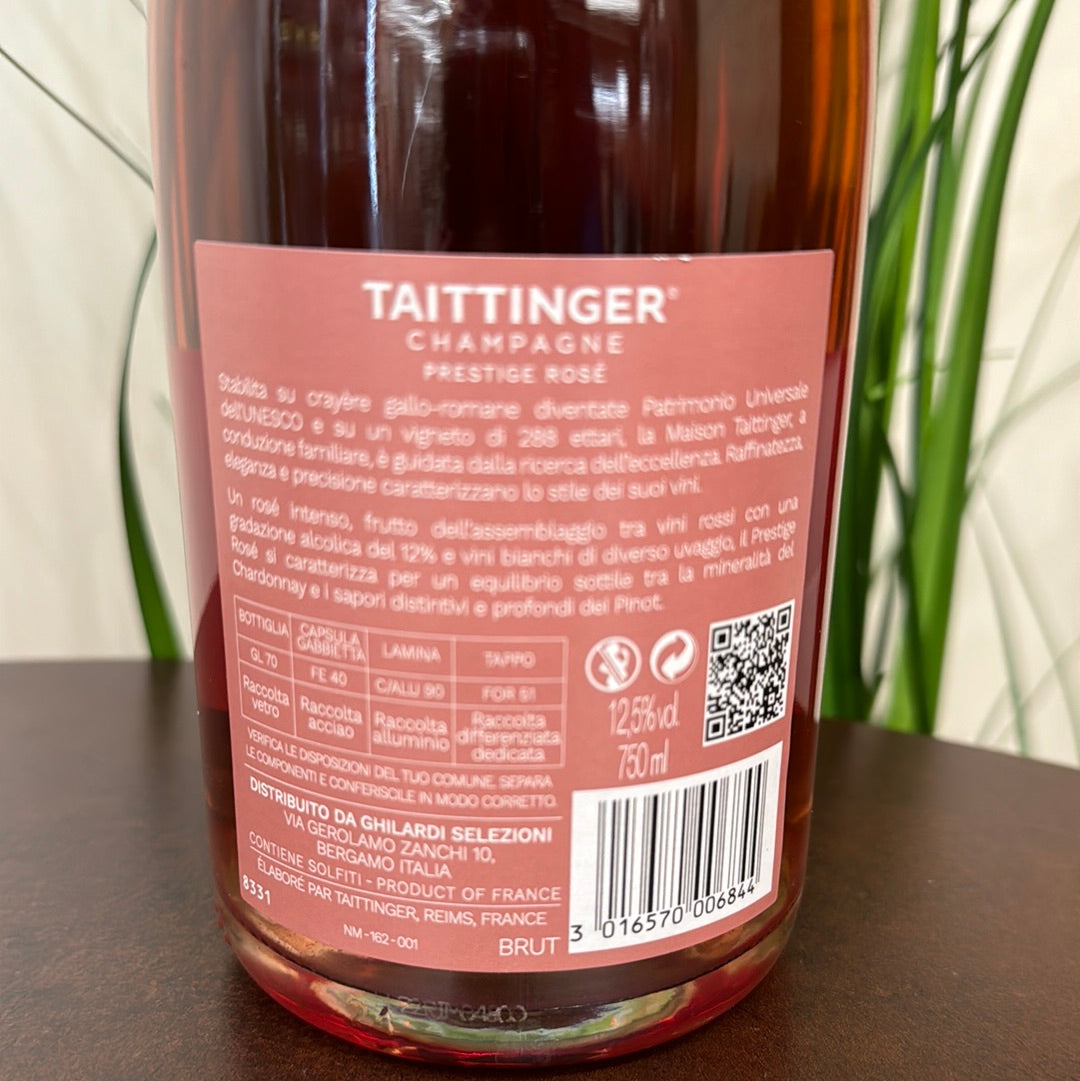 TAITTINGER®
CHAMPAGNE
PRESTIGE ROSÉ
Stabilita su crayère gallo-romane diventate Patrimonio Universale
dell'UNESCO e su un vigneto di 288 ettari, la Maison Taittinger, a
conduzione familiare, è guidata dalla ricerca dell'eccellenza. Raffinatezza,
eleganza e precisione caratterizzano lo stile dei suoi vini.
Un rosé intenso, frutto dell'assemblaggio tra vini rossi con una
gradazione alcolica del 12% e vini bianchi di diverso uvaggio, il Prestige
Rosé si caratterizza per un equilibrio sottile tra la mineralità del
Chardonnay e i sapori distintivi e profondi dei Pinot.
BOTTIGLIA CAPSULA GABBIETTA LAMINA TAPPO
GL 70 FE 40 C/ALU 90 FOR 51
Raccolta vetro Raccolta acciao Raccolta alluminio Raccolta differenziata dedicata
12,5% vol.
750 ml
VERIFICA LE DISPOSIZIONI DEL TUO COMUNE. SEPARA
LE COMPONENTI E CONFERISCILE IN MODO CORRETTO.
DISTRIBUITO DA GHILARDI SELEZIONI
VIA GEROLAMO ZANCHI 10,
BERGAMO ITALIA
CONTIENE SOLFITI - PRODUCT OF FRANCE
ÉLABORÉ PAR TAITTINGER, REIMS, FRANCE
8331
NM-162-001
BRUT
3 016570 006844